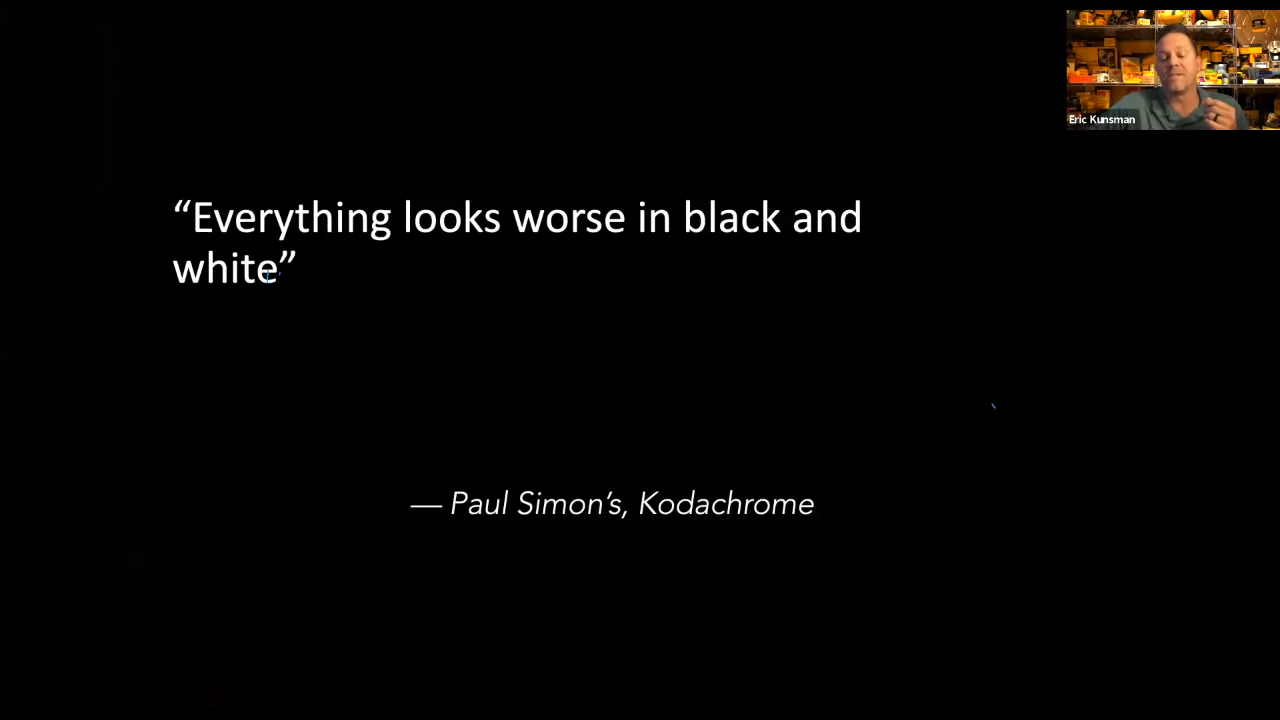 Eric Kunsman
“Everything looks worse in black and
white”
— Paul Simon’s, Kodachrome